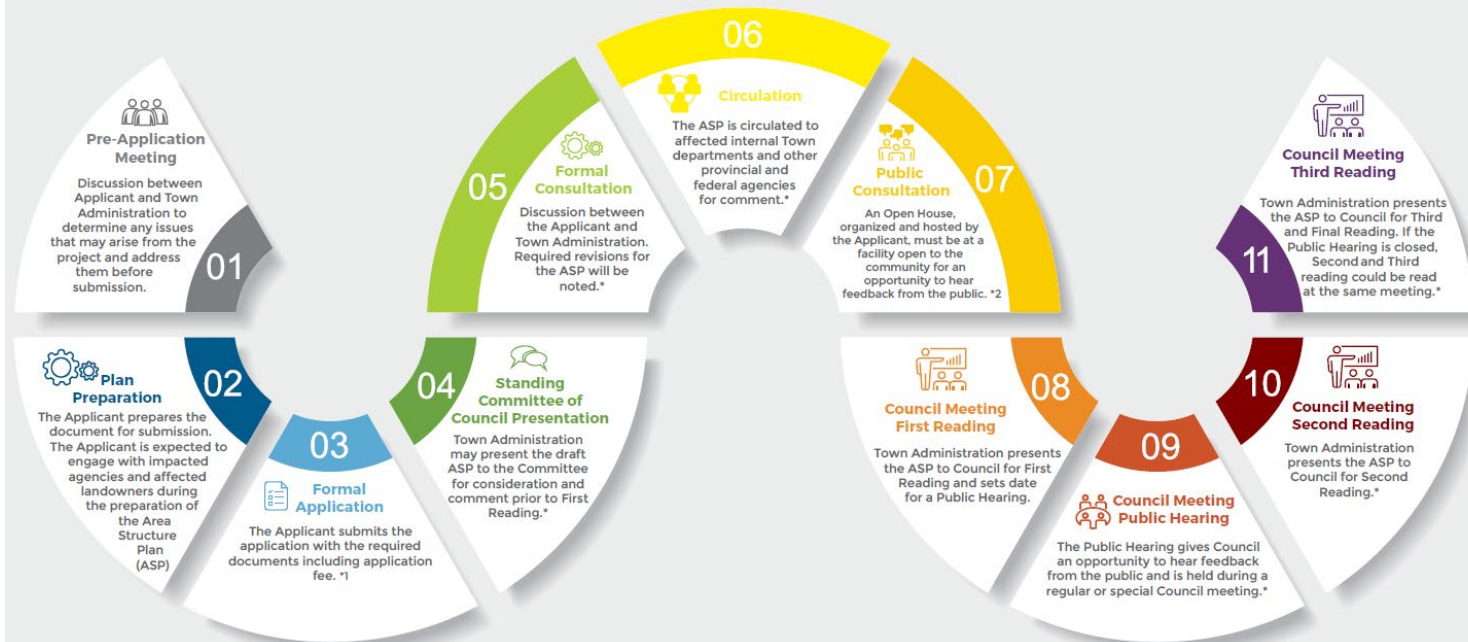 01
Pre-Application
Meeting
Discussion between
Applicant and Town
Administration to
determine any issues
that may arise from the
project and address
them before
submission.
02
Plan
Preparation
The Applicant prepares the
document for submission.
The Applicant is expected to
engage with impacted
agencies and affected
landowners during
the preparation of
the Area
Structure
Plan
(ASP)
03
Formal
Application
The Applicant submits the
application with the required
documents including application
fee. *1
04
Standing
Committee of
Council Presentation
Town Administration
may present the draft
ASP to the Committee
for consideration and
comment prior to First
Reading.*
05
Formal
Consultation
Discussion between
the Applicant and
Town Administration.
Required revisions for
the ASP will be
noted.*
06
Circulation
The ASP is circulated to
affected internal Town
departments and other
provincial and
federal agencies
for comment.*
07
Public
Consultation
An Open House,
organized and hosted by
the Applicant, must be at a
facility open to the
community for an
opportunity to hear
feedback from the public. *2
08
Council Meeting
First Reading
Town Administration presents
the ASP to Council for First
Reading and sets date
for a Public Hearing.
09
Council Meeting
Public Hearing
The Public Hearing gives Council
an opportunity to hear feedback
from the public and is held during a
regular or special Council meeting.*
10
Council Meeting
Second Reading
Town Administration
presents the ASP to
Council for Second
Reading.*
11
Council Meeting
Third Reading
Town Administration presents
the ASP to Council for Third
and Final Reading. If the
Public Hearing is closed,
Second and Third
reading could be read
at the same meeting.*